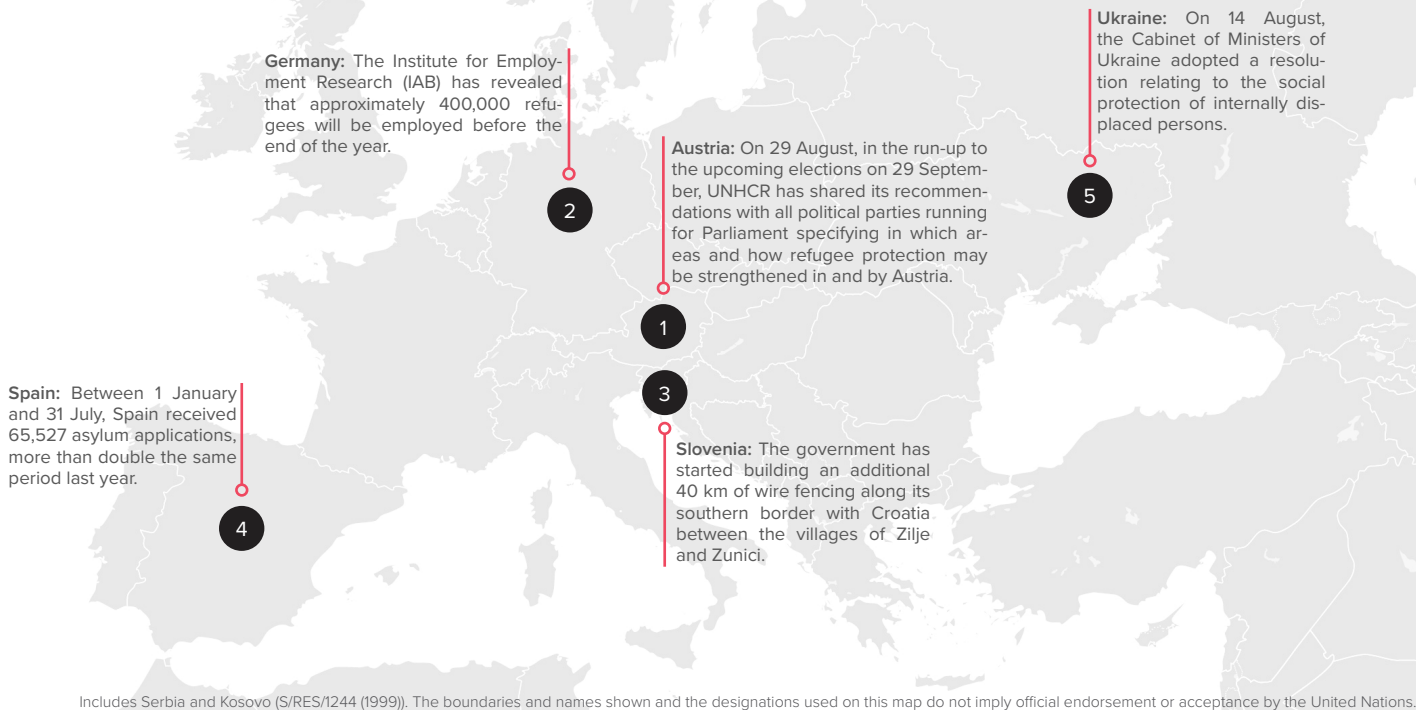 Ukraine: On 14 August,
the Cabinet of Ministers of
Ukraine adopted a resolu-
tion relating to the social
protection of internally dis-
placed persons.
Germany: The Institute for Employ-
ment Research (IAB) has revealed
that approximately 400,000 refu-
gees will be employed before the
end of the year.
Austria: On 29 August, in the run-up to
the upcoming elections on 29 Septem-
ber, UNHCR has shared its recommen-
dations with all political parties running
for Parliament specifying in which ar-
eas and how refugee protection may
be strengthened in and by Austria.
5
2
1
3
Spain: Between 1 January
and 31 July, Spain received
65,527 asylum applications,
more than double the same
period last year.
Slovenia: The government has
started building an additional
40 km of wire fencing along its
southern border with Croatia
between the villages of Zilje
and Zunici.
4
Includes Serbia and Kosovo (S/RES/1244 (1999)). The boundaries and names shown and the designations used on this map do not imply official endorsement or acceptance by the United Nations.